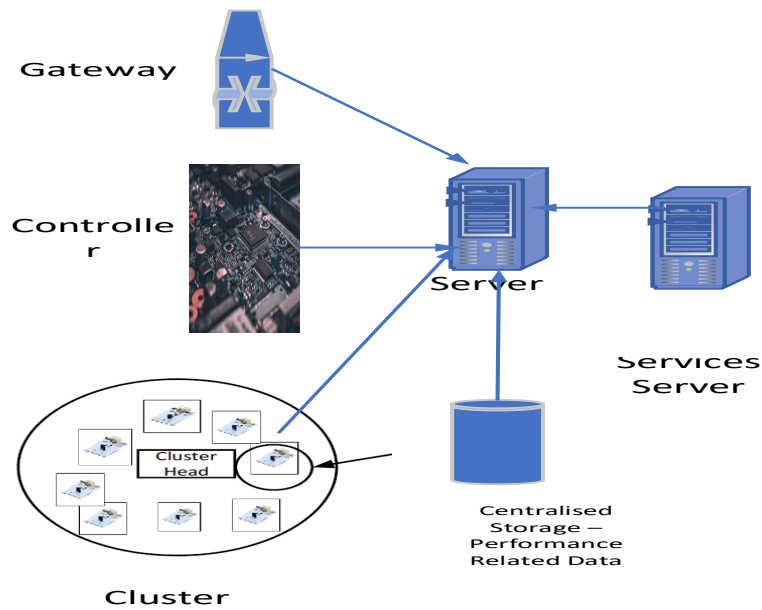 Gateway
Controlle
r
Server
Services
Server
Cluster
Head
Centralised
Storage –
Performance
Related Data
Cluster